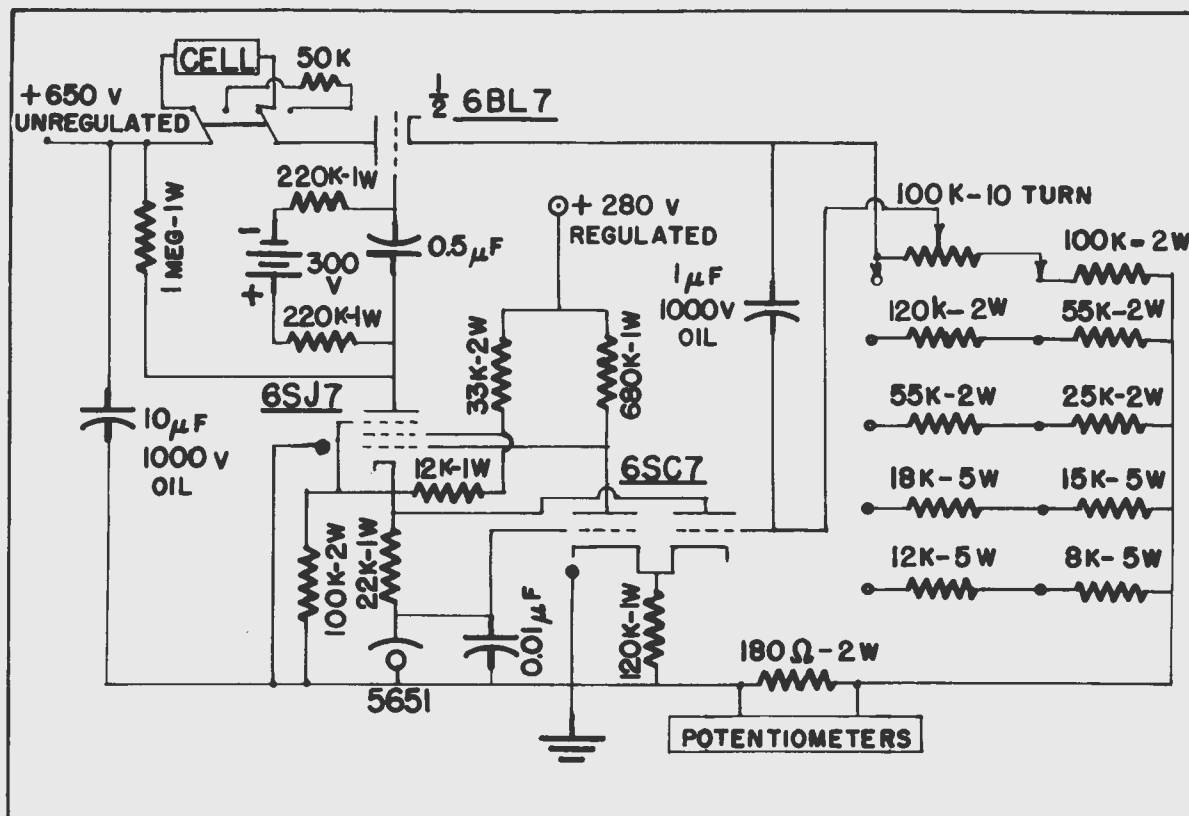 CELL
50K
+650 V
UNREGULATED
½ 6BL7
220K-1W
1 MEG-1W
-
300
V
+
0.5µF
220K-1W
+ 280 V
REGULATED
100K-10 TURN
100K-2W
1µF
1000V
OIL
120K-2W
55K-2W
33K-2W
680K-1W
6SJ7
10µF
1000V
OIL
55K-2W
25K-2W
12K-1W
6SC7
18K-5W
15K-5W
100K-2W
22K-1W
0.01µF
120K-1W
12K-5W
8K-5W
5651
180Ω-2W
POTENTIOMETERS